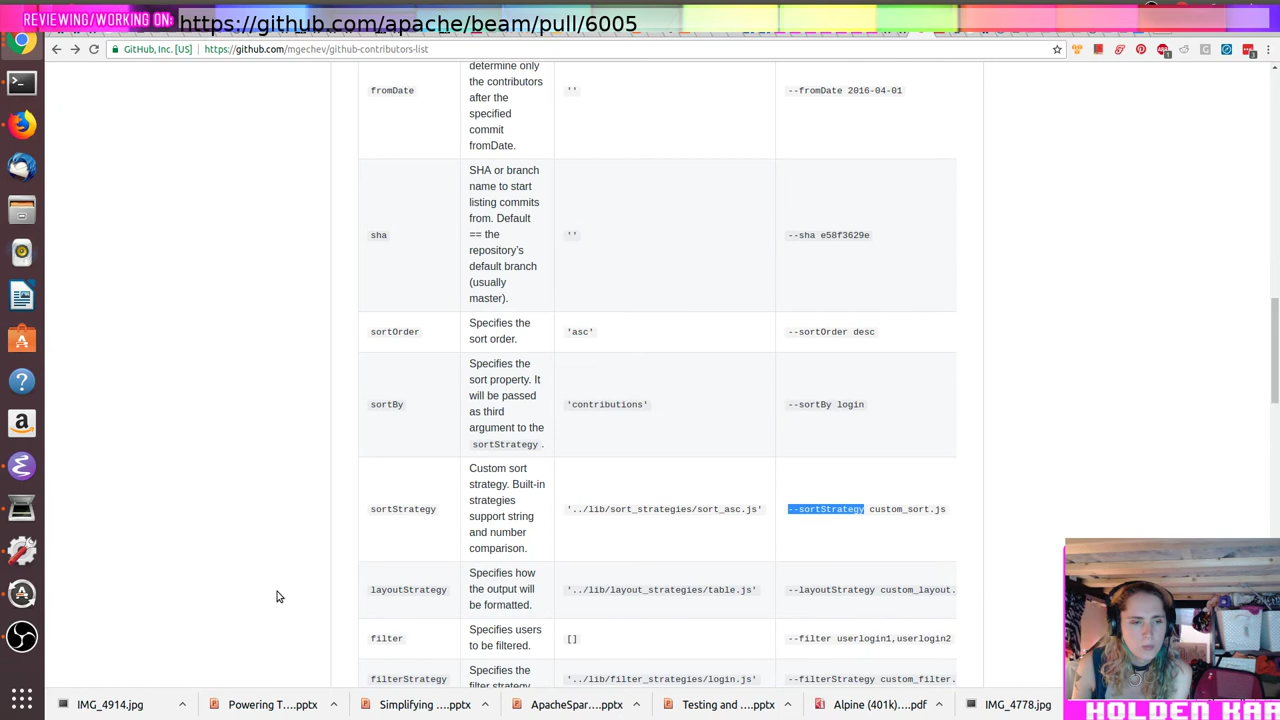 REVIEWING/WORKING ON: https://github.com/apache/beam/pull/6005
GitHub, Inc. [US] https://github.com/mgechev/github-contributors-list
fromDate determine only the contributors after the specified commit fromDate. '' --fromDate 2016-04-01
sha SHA or branch name to start listing commits from. Default == the repository's default branch (usually master). '' --sha e58f3629e
sortOrder Specifies the sort order. 'asc' --sortOrder desc
sortBy Specifies the sort property. It will be passed as third argument to the sortStrategy. 'contributions' --sortBy login
sortStrategy Custom sort strategy. Built-in strategies support string and number comparison. '../lib/sort_strategies/sort_asc.js' --sortStrategy custom_sort.js
layoutStrategy Specifies how the output will be formatted. '../lib/layout_strategies/table.js' --layoutStrategy custom_layout.
filter Specifies users to be filtered. [] --filter userlogin1,userlogin2
filterStrategy Specifies the filter strategy '../lib/filter_strategies/login.js' --filterStrategy custom_filter.
IMG_4914.jpg Powering T....pptx Simplifying ....pptx ApacheSpar....pptx Testing and ....pptx Alpine (401k)....pdf IMG_4778.jpg
HOLDEN KAR